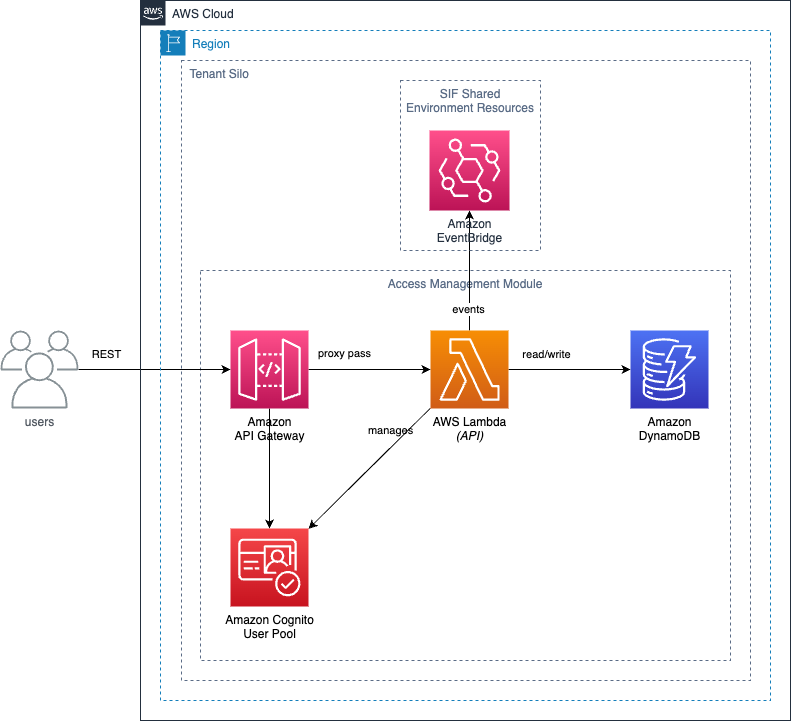 aws
AWS Cloud
Region
Tenant Silo
SIF Shared
Environment Resources
Amazon
EventBridge
Access Management Module
events
REST
proxy pass
read/write
users
Amazon
API Gateway
manages
AWS Lambda
(API)
Amazon
DynamoDB
Amazon Cognito
User Pool